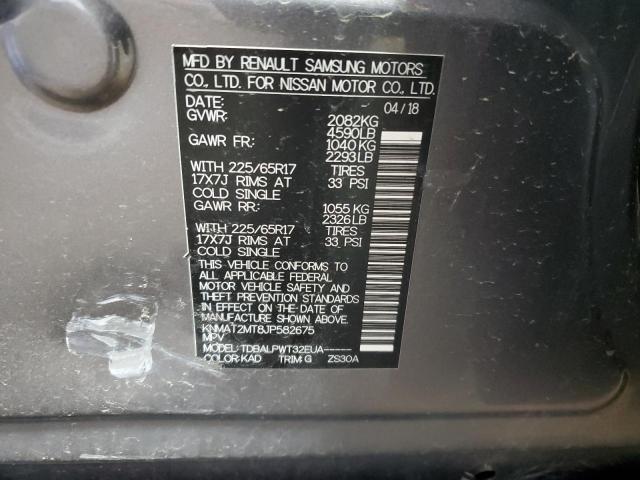 MFD BY RENAULT SAMSUNG MOTORS
CO., LTD. FOR NISSAN MOTOR CO., LTD.
DATE: 04/18
GVWR: 2082KG
4590LB
GAWR FR: 1040 KG
2293LB
WITH 225/65R17 TIRES
17X7J RIMS AT 33 PSI
COLD SINGLE
GAWR RR: 1055 KG
2326LB
WITH 225/65R17 TIRES
17X7J RIMS AT 33 PSI
COLD SINGLE
THIS VEHICLE CONFORMS TO
ALL APPLICABLE FEDERAL
MOTOR VEHICLE SAFETY AND
THEFT PREVENTION STANDARDS
IN EFFECT ON THE DATE OF
MANUFACTURE SHOWN ABOVE.
KNMAT2MT8JP582675
MPV
MODEL: TDBALPWT32EUA-----
COLOR: KAD TRIM: G ZS30A